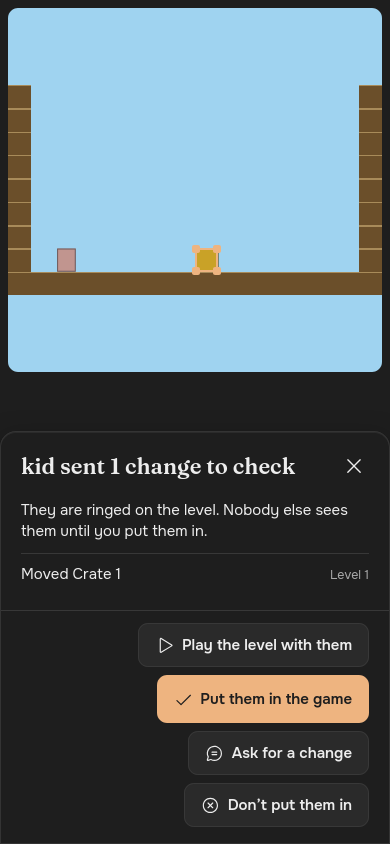 kid sent 1 change to check
They are ringed on the level. Nobody else sees
them until you put them in.
Moved Crate 1
Level 1
Play the level with them
Put them in the game
Ask for a change
Don’t put them in